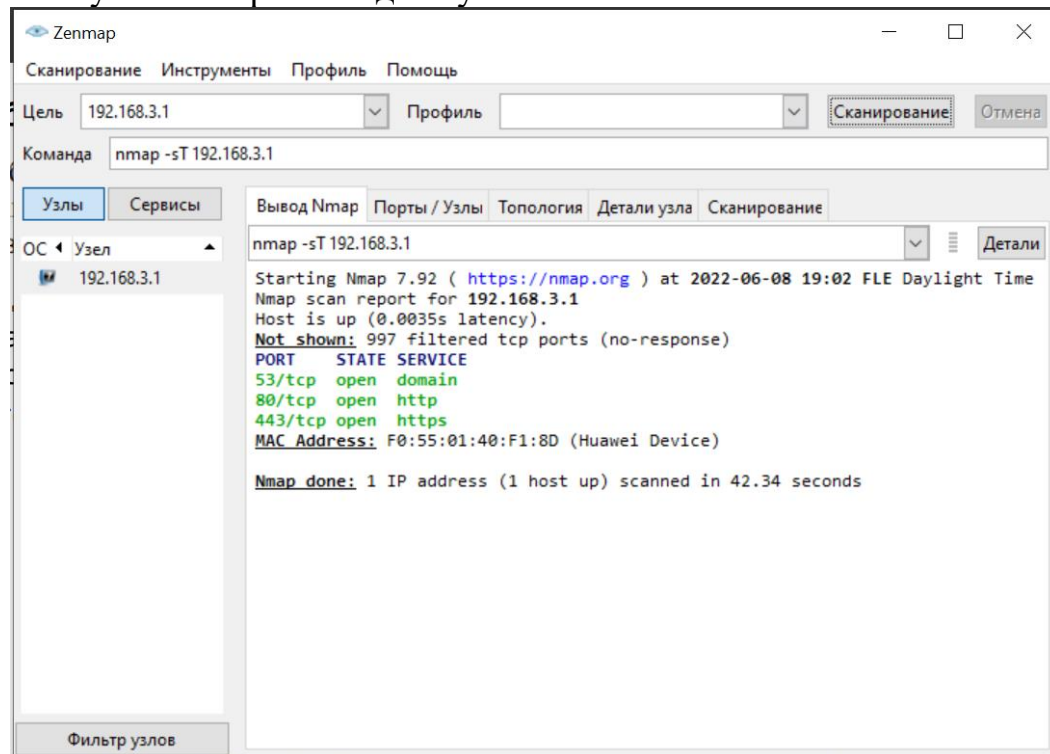 Zenmap
Сканирование Инструменты Профиль Помощь
Цель 192.168.3.1 Профиль Сканирование Отмена
Команда nmap -sT 192.168.3.1
Узлы Сервисы Вывод Nmap Порты / Узлы Топология Детали узла Сканирование
ОС Узел
nmap -sT 192.168.3.1 Детали
192.168.3.1
Starting Nmap 7.92 ( https://nmap.org ) at 2022-06-08 19:02 FLE Daylight Time
Nmap scan report for 192.168.3.1
Host is up (0.0035s latency).
Not shown: 997 filtered tcp ports (no-response)
PORT STATE SERVICE
53/tcp open domain
80/tcp open http
443/tcp open https
MAC Address: F0:55:01:40:F1:8D (Huawei Device)
Nmap done: 1 IP address (1 host up) scanned in 42.34 seconds
Фильтр узлов